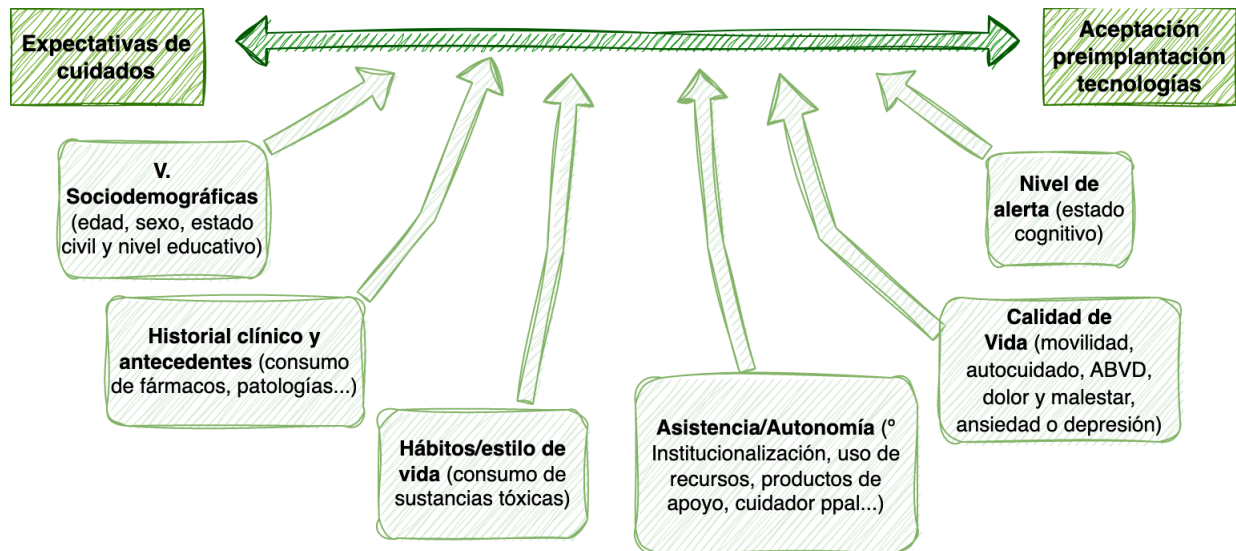 Expectativas de
cuidados
Aceptación
preimplantación
tecnologías
V.
Sociodemográficas
(edad, sexo, estado
civil y nivel educativo)
Nivel de
alerta (estado
cognitivo)
Historial clínico y
antecedentes (consumo
de fármacos, patologías...)
Calidad de
Vida (movilidad,
autocuidado, ABVD,
dolor y malestar,
ansiedad o depresión)
Hábitos/estilo de
vida (consumo de
sustancias tóxicas)
Asistencia/Autonomía (º
Institucionalización, uso de
recursos, productos de
apoyo, cuidador ppal...)